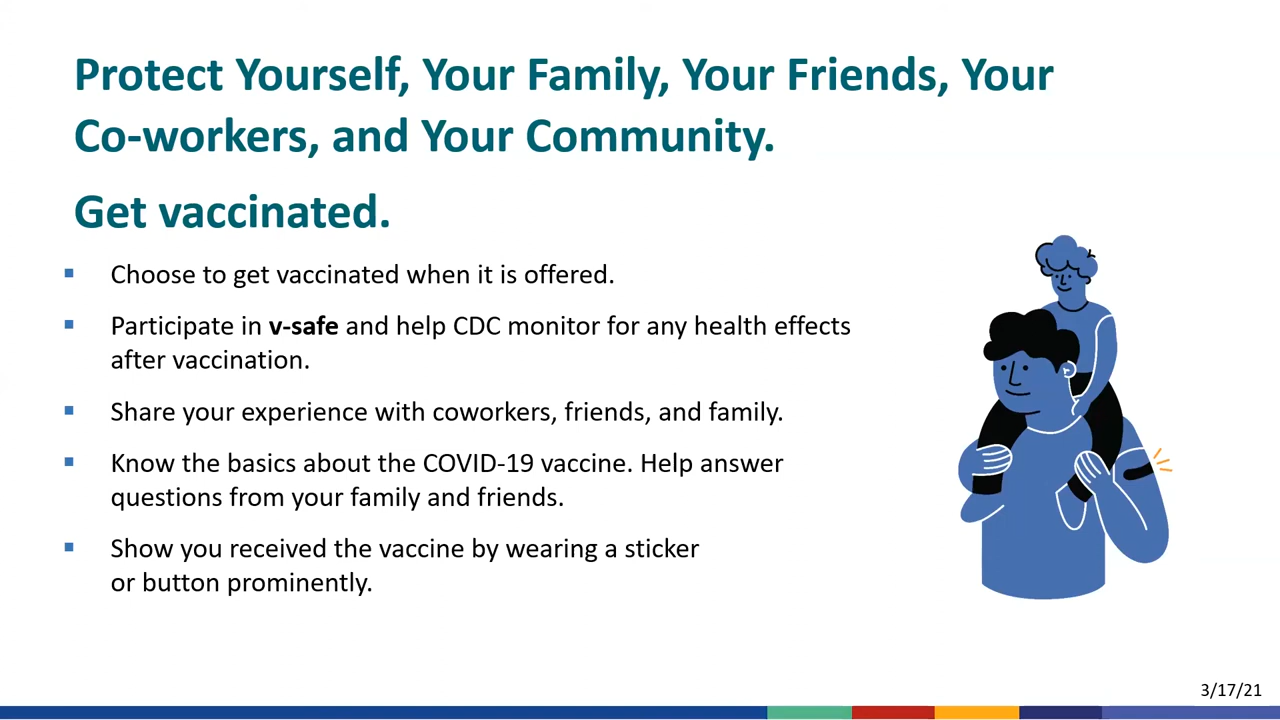 Protect Yourself, Your Family, Your Friends, Your
Co-workers, and Your Community.
Get vaccinated.
▪ Choose to get vaccinated when it is offered.
▪ Participate in v-safe and help CDC monitor for any health effects
after vaccination.
▪ Share your experience with coworkers, friends, and family.
▪ Know the basics about the COVID-19 vaccine. Help answer
questions from your family and friends.
▪ Show you received the vaccine by wearing a sticker
or button prominently.
3/17/21